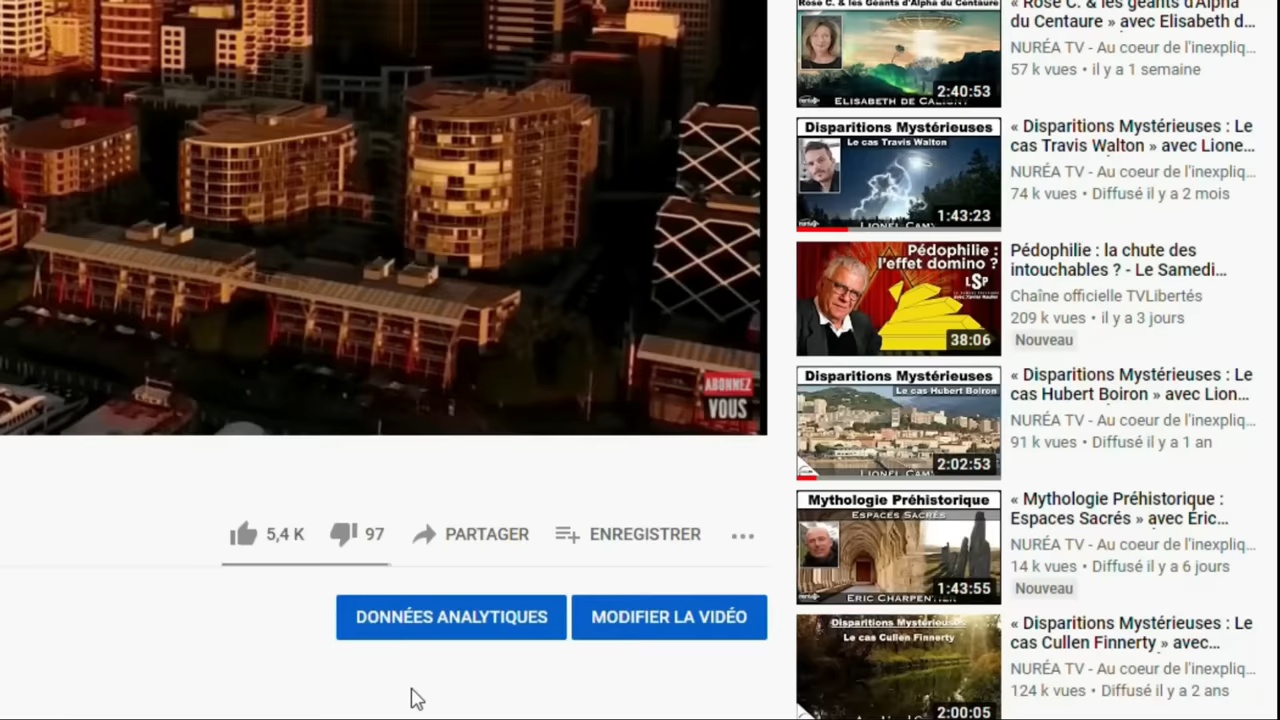 ABONNEZ
VOUS
5,4 K
97
PARTAGER
ENREGISTRER
DONNÉES ANALYTIQUES
MODIFIER LA VIDÉO
Rose C. & les Géants d'Alpha du Centaure
2:40:53
ELISABETH DE
« Rose C. & les géants d'Alpha
du Centaure » avec Elisabeth d...
NURÉA TV - Au coeur de l'inexpliq...
57 k vues • il y a 1 semaine
Disparitions Mystérieuses
Le cas Travis Walton
1:43:23
LIONEL
« Disparitions Mystérieuses : Le
cas Travis Walton » avec Lione...
NURÉA TV - Au coeur de l'inexpliq...
74 k vues • Diffusé il y a 2 mois
Pédophilie :
l'effet domino ?
LSP
38:06
Pédophilie : la chute des
intouchables ? - Le Samedi...
Chaîne officielle TVLibertés
209 k vues • il y a 3 jours
Nouveau
Disparitions Mystérieuses
Le cas Hubert Boiron
2:02:53
LIONEL
« Disparitions Mystérieuses : Le
cas Hubert Boiron » avec Lion...
NURÉA TV - Au coeur de l'inexpliq...
91 k vues • Diffusé il y a 1 an
Mythologie Préhistorique
ESPACES SACRÉS
1:43:55
ERIC
« Mythologie Préhistorique :
Espaces Sacrés » avec Éric...
NURÉA TV - Au coeur de l'inexpliq...
14 k vues • Diffusé il y a 6 jours
Nouveau
Disparitions Mystérieuses
Le cas Cullen Finnerty
2:00:05
« Disparitions Mystérieuses : Le
cas Cullen Finnerty » avec...
NURÉA TV - Au coeur de l'inexpliq...
124 k vues • Diffusé il y a 2 ans